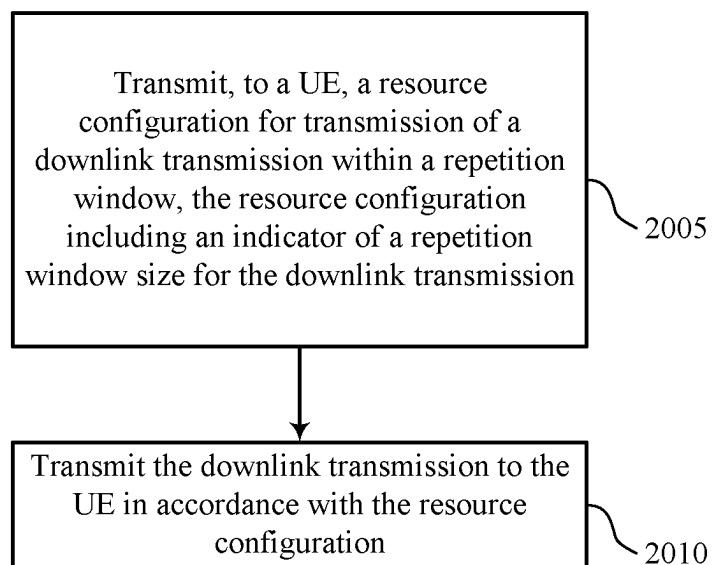 Transmit, to a UE, a resource
configuration for transmission of a
downlink transmission within a repetition
window, the resource configuration
including an indicator of a repetition
window size for the downlink transmission
2005
Transmit the downlink transmission to the
UE in accordance with the resource
configuration
2010